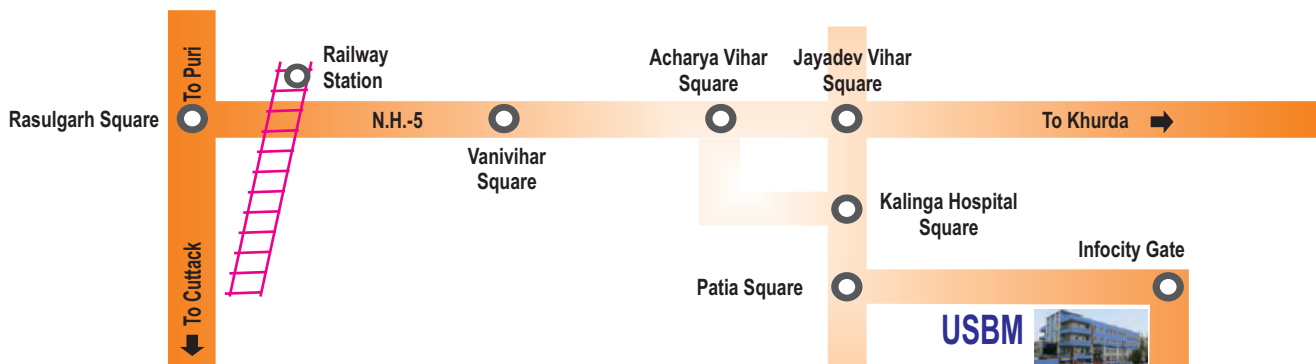 To Puri
Railway
Station
Acharya Vihar
Square
Jayadev Vihar
Square
Rasulgarh Square
N.H.-5
To Khurda
Vanivihar
Square
Kalinga Hospital
Square
To Cuttack
Infocity Gate
Patia Square
USBM